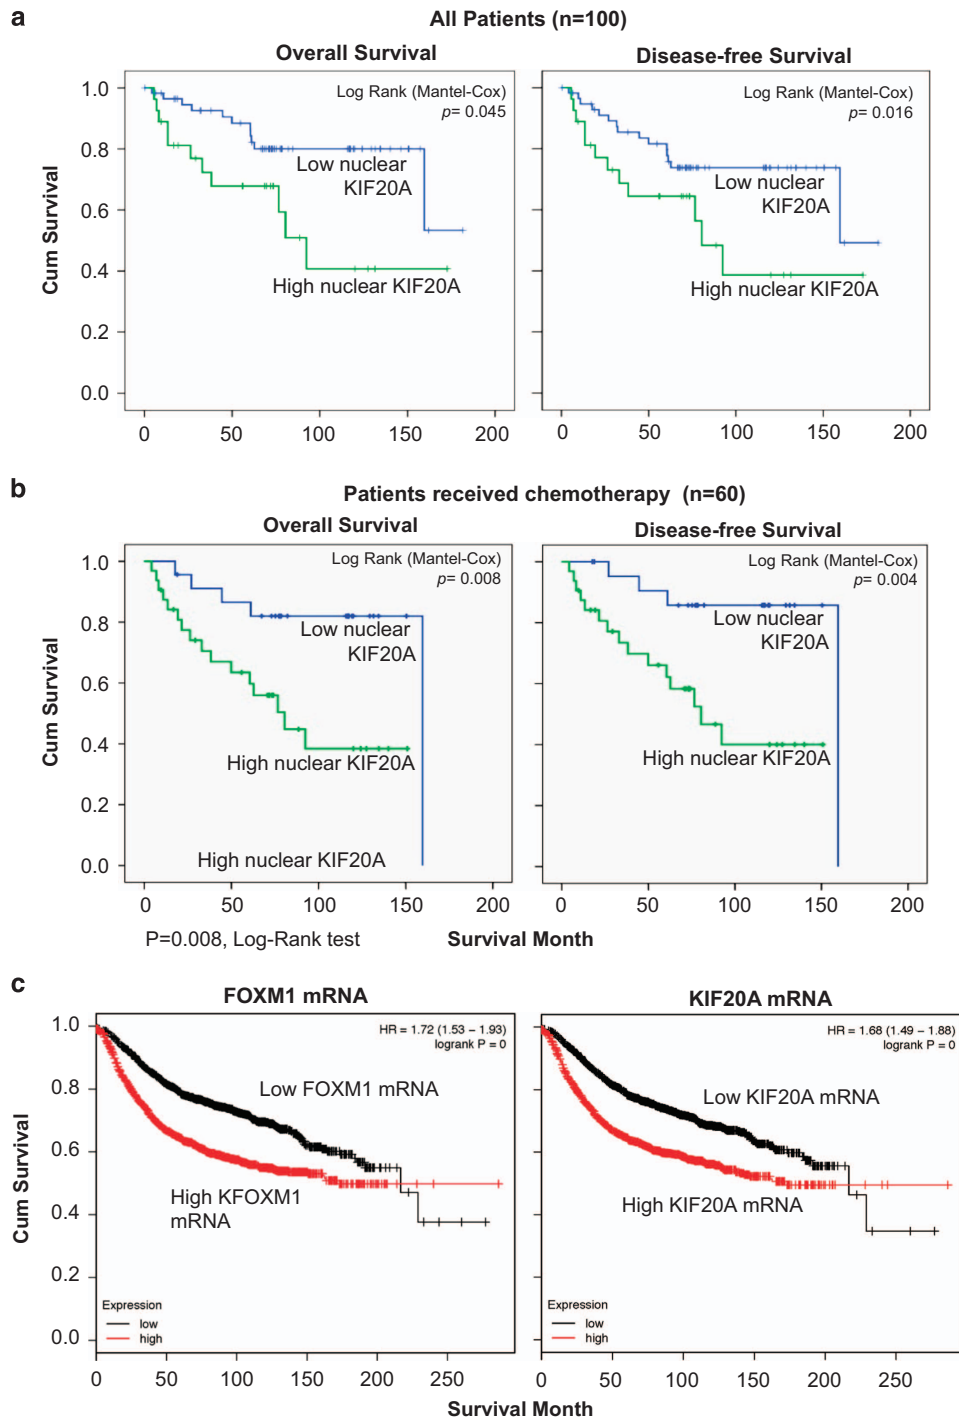 a
All Patients (n=100)
Overall Survival
Disease-free Survival
Log Rank (Mantel-Cox)
p= 0.045
Low nuclear
KIF20A
High nuclear KIF20A
Log Rank (Mantel-Cox)
p= 0.016
Low nuclear
KIF20A
High nuclear KIF20A
Cum Survival
1.0
0.8
0.6
0.4
0.2
0.0
0 50 100 150 200
0 50 100 150 200
b
Patients received chemotherapy (n=60)
Overall Survival
Disease-free Survival
Log Rank (Mantel-Cox)
p= 0.008
Low nuclear
KIF20A
High nuclear KIF20A
High nuclear KIF20A
Log Rank (Mantel-Cox)
p= 0.004
Low nuclear
KIF20A
High nuclear KIF20A
Cum Survival
1.0
0.8
0.6
0.4
0.2
0.0
0 50 100 150 200
0 50 100 150 200
P=0.008, Log-Rank test
Survival Month
c
FOXM1 mRNA
KIF20A mRNA
HR = 1.72 (1.53 – 1.93)
logrank P = 0
Low FOXM1 mRNA
High KFOXM1
mRNA
Expression
low
high
HR = 1.68 (1.49 – 1.88)
logrank P = 0
Low KIF20A mRNA
High KIF20A mRNA
Expression
low
high
Cum Survival
1.0
0.8
0.6
0.4
0.2
0.0
0 50 100 150 200 250
0 50 100 150 200 250
Survival Month